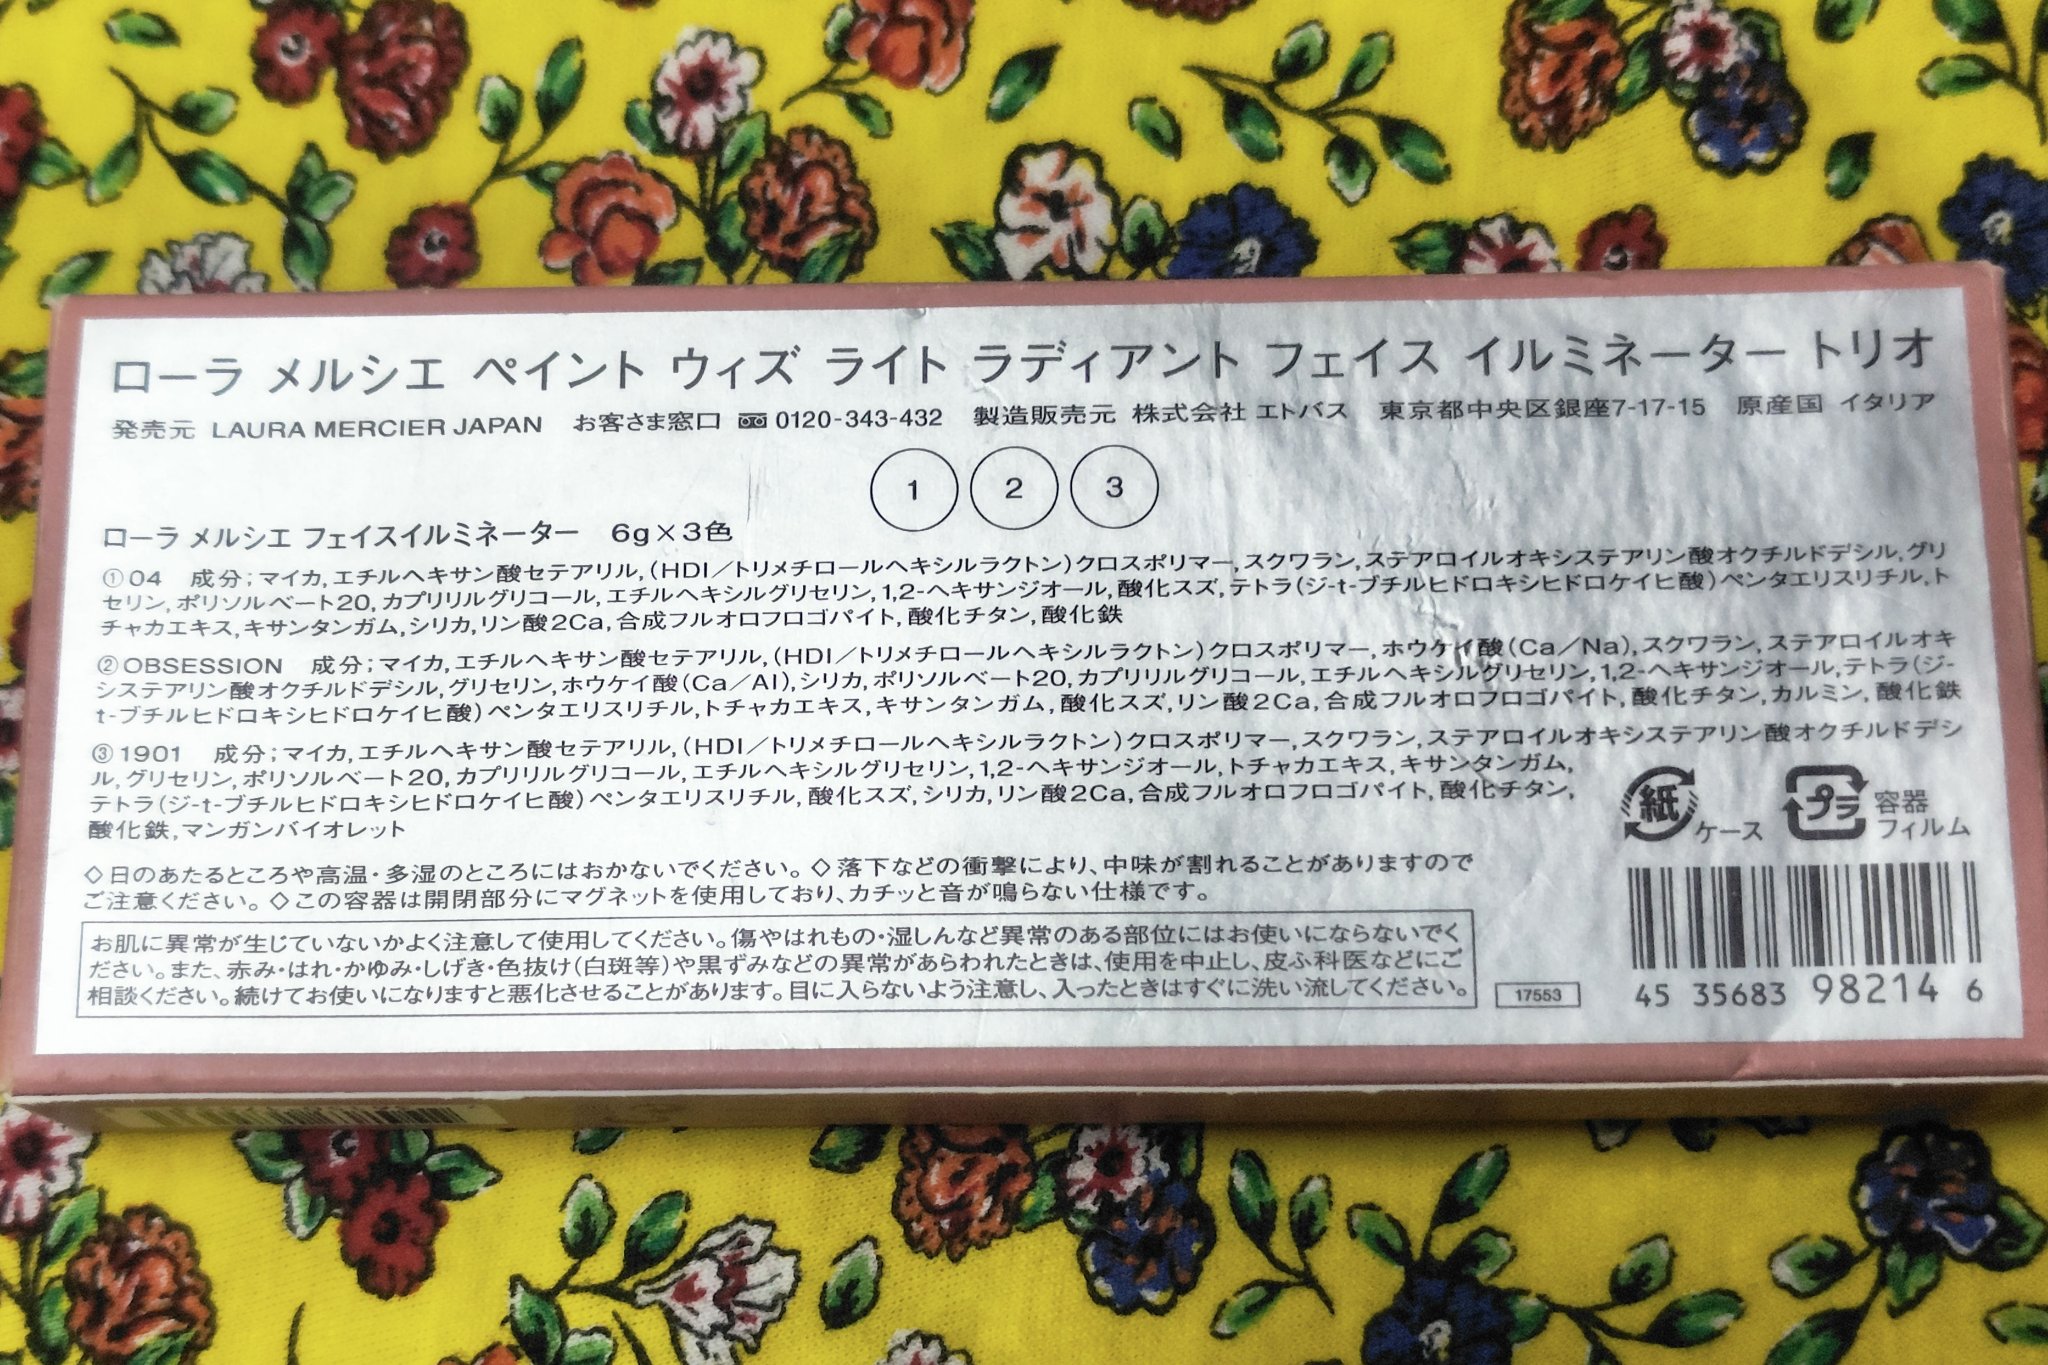 ローラ メルシエ ペイント ウィズ ライト ラディアント フェイス イルミネーター トリオ
発売元 LAURA MERCIER JAPAN お客さま窓口 0120-343-432 製造販売元 株式会社 エトバス 東京都中央区銀座7-17-15 原産国 イタリア
1 2 3
ローラ メルシエ フェイスイルミネーター 6g×3色
①04 成分;マイカ,エチルヘキサン酸セテアリル,(HDI/トリメチロールヘキシルラクトン)クロスポリマー,スクワラン,ステアロイルオキシステアリン酸オクチルドデシル,グリ
セリン,ポリソルベート20,カプリリルグリコール,エチルヘキシルグリセリン,1,2-ヘキサンジオール,酸化スズ,テトラ(ジ-t-ブチルヒドロキシヒドロケイヒ酸)ペンタエリスリチル,ト
チャカエキス,キサンタンガム,シリカ,リン酸2Ca,合成フルオロフロゴパイト,酸化チタン,酸化鉄
②OBSESSION 成分;マイカ,エチルヘキサン酸セテアリル,(HDI/トリメチロールヘキシルラクトン)クロスポリマー,ホウケイ酸(Ca/Na),スクワラン,ステアロイルオキ
システアリン酸オクチルドデシル,グリセリン,ホウケイ酸(Ca/Al),シリカ,ポリソルベート20,カプリリルグリコール,エチルヘキシルグリセリン,1,2-ヘキサンジオール,テトラ(ジ-
t-ブチルヒドロキシヒドロケイヒ酸)ペンタエリスリチル,トチャカエキス,キサンタンガム,酸化スズ,リン酸2Ca,合成フルオロフロゴパイト,酸化チタン,カルミン,酸化鉄
③1901 成分;マイカ,エチルヘキサン酸セテアリル,(HDI/トリメチロールヘキシルラクトン)クロスポリマー,スクワラン,ステアロイルオキシステアリン酸オクチルドデシ
ル,グリセリン,ポリソルベート20,カプリリルグリコール,エチルヘキシルグリセリン,1,2-ヘキサンジオール,トチャカエキス,キサンタンガム,
テトラ(ジ-t-ブチルヒドロキシヒドロケイヒ酸)ペンタエリスリチル,酸化スズ,シリカ,リン酸2Ca,合成フルオロフロゴパイト,酸化チタン,
酸化鉄,マンガンバイオレット
紙 ケース プラ 容器
フィルム
◇日のあたるところや高温・多湿のところにはおかないでください。◇落下などの衝撃により、中味が割れることがありますので
ご注意ください。◇この容器は開閉部分にマグネットを使用しており、カチッと音が鳴らない仕様です。
お肌に異常が生じていないかよく注意して使用してください。傷やはれもの・湿しんなど異常のある部位にはお使いにならないでく
ださい。また、赤み・はれ・かゆみ・しげき・色抜け(白斑等)や黒ずみなどの異常があらわれたときは、使用を中止し、皮ふ科医などにご
相談ください。続けてお使いになりますと悪化させることがあります。目に入らないよう注意し、入ったときはすぐに洗い流してください。
17553
45 35683 98214 6